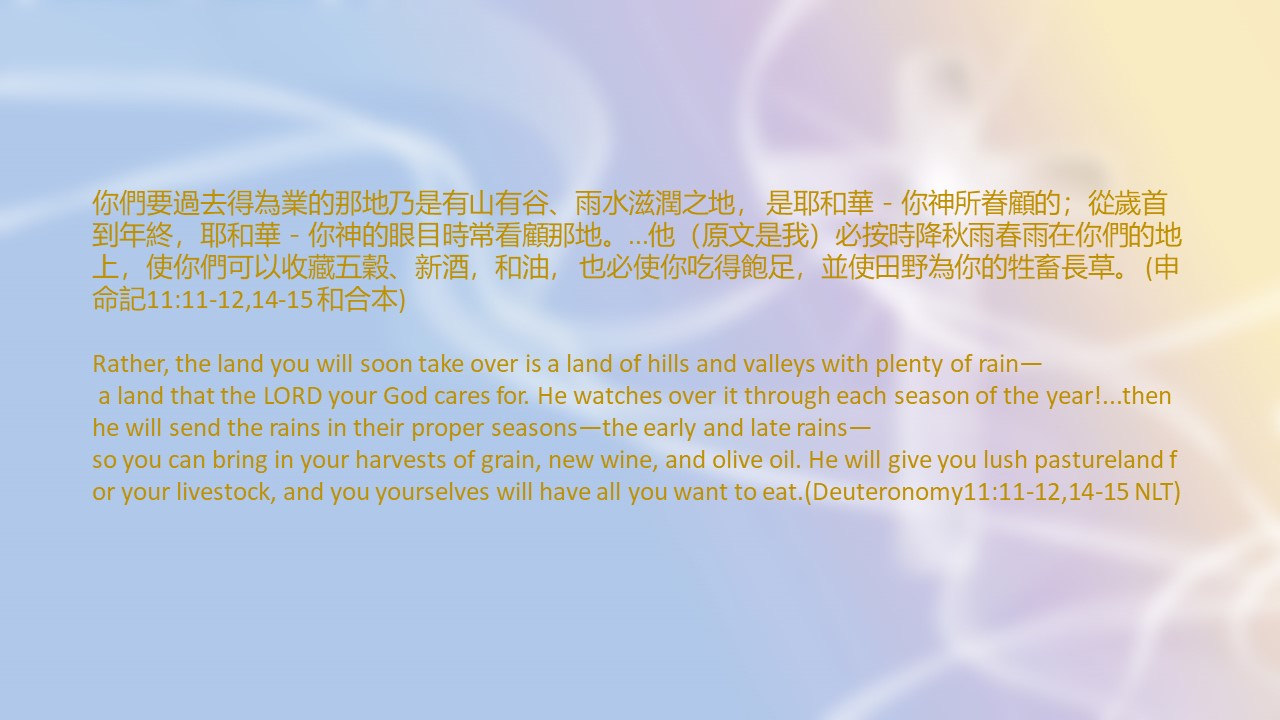 你們要過去得為業的那地乃是有山有谷、雨水滋潤之地，是耶和華－你神所眷顧的；從歲首
到年終，耶和華－你神的眼目時常看顧那地。...他（原文是我）必按時降秋雨春雨在你們的地
上，使你們可以收藏五穀、新酒，和油，也必使你吃得飽足，並使田野為你的牲畜長草。 (申
命記11:11-12,14-15 和合本)
Rather, the land you will soon take over is a land of hills and valleys with plenty of rain—
a land that the LORD your God cares for. He watches over it through each season of the year!...then
he will send the rains in their proper seasons—the early and late rains—
so you can bring in your harvests of grain, new wine, and olive oil. He will give you lush pastureland f
or your livestock, and you yourselves will have all you want to eat.(Deuteronomy11:11-12,14-15 NLT)